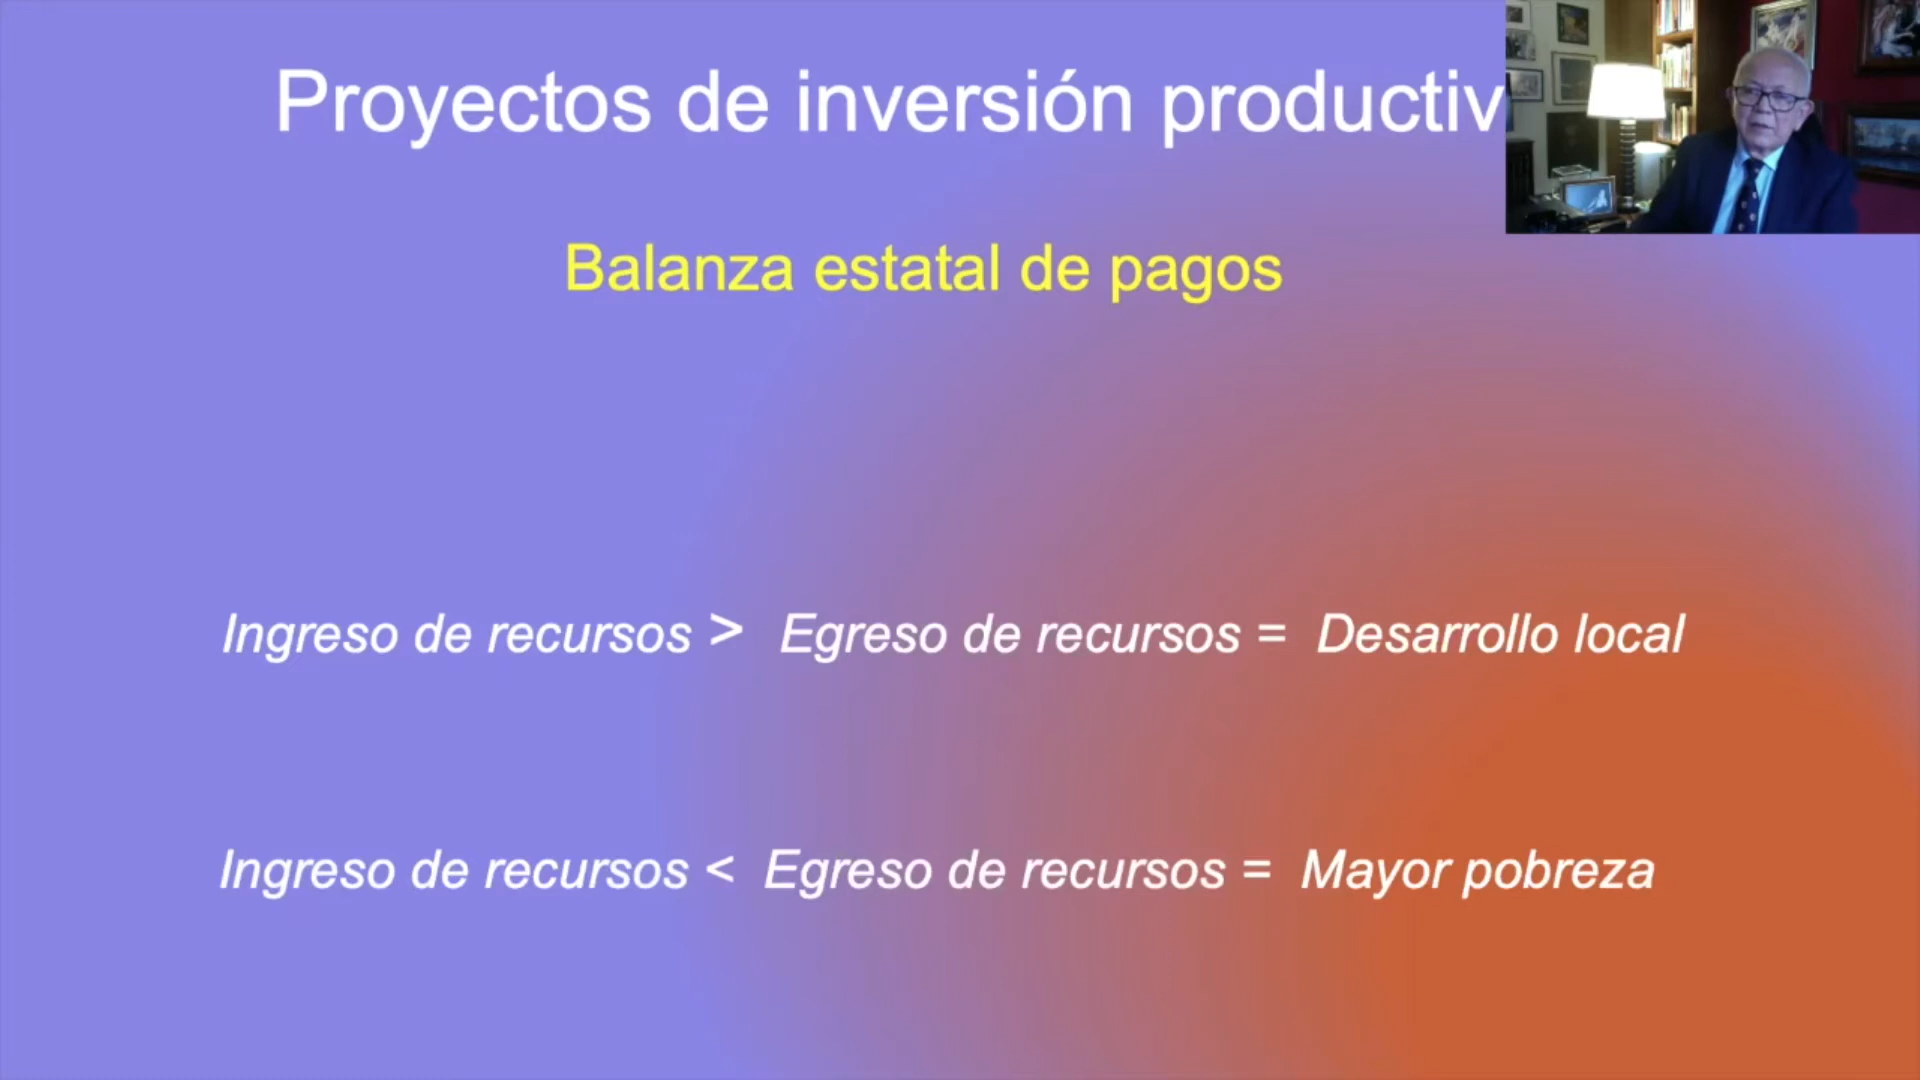 Proyectos de inversión productiv
Balanza estatal de pagos
Ingreso de recursos > Egreso de recursos = Desarrollo local
Ingreso de recursos < Egreso de recursos = Mayor pobreza